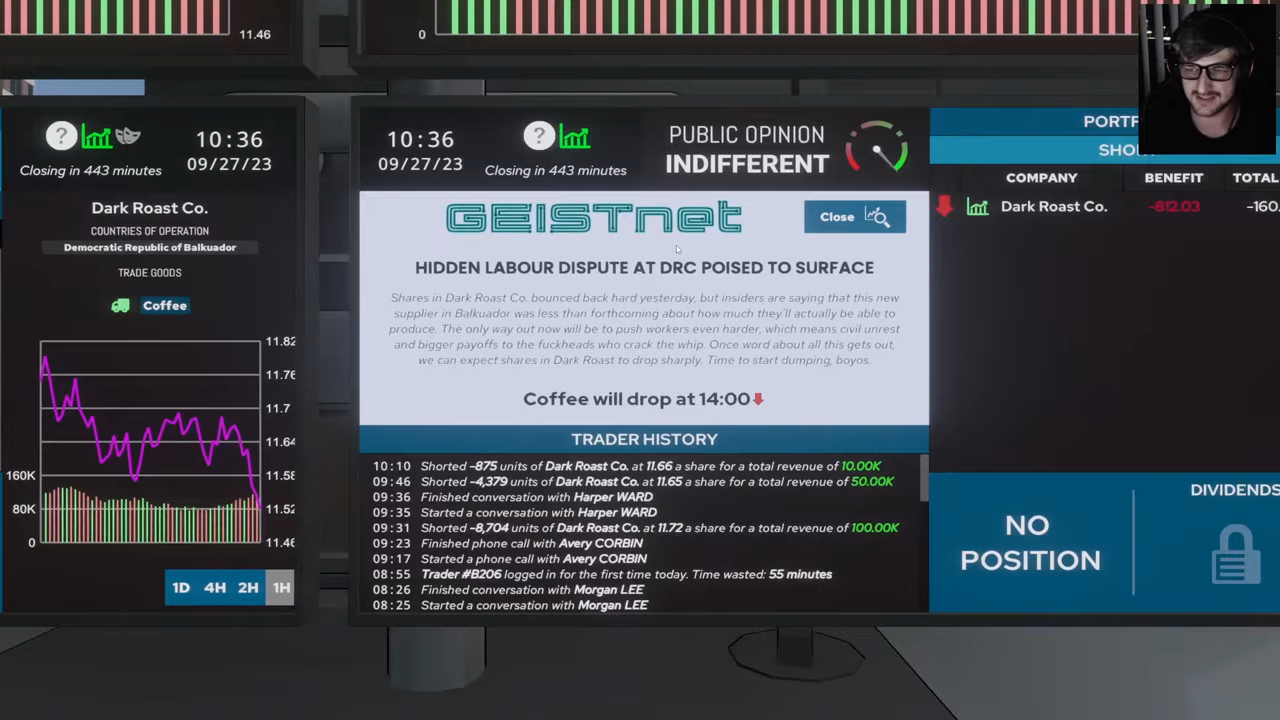 11.46
0
?
10:36
Closing in 443 minutes
09/27/23
Dark Roast Co.
COUNTRIES OF OPERATION
Democratic Republic of Balkuador
TRADE GOODS
Coffee
11.82
11.76
11.7
11.64
11.58
11.52
11.46
160K
80K
0
1D 4H 2H 1H
10:36
09/27/23
?
Closing in 443 minutes
PUBLIC OPINION
INDIFFERENT
GEISTnet
Close
HIDDEN LABOUR DISPUTE AT DRC POISED TO SURFACE
Shares in Dark Roast Co. bounced back hard yesterday, but insiders are saying that this new
supplier in Balkuador was less than forthcoming about how much they'll actually be able to
produce. The only way out now will be to push workers even harder, which means civil unrest
and bigger payoffs to the fuckheads who crack the whip. Once word about all this gets out,
we can expect shares in Dark Roast to drop sharply. Time to start dumping, boyos.
Coffee will drop at 14:00
TRADER HISTORY
10:10 Shorted -875 units of Dark Roast Co. at 11.66 a share for a total revenue of 10.00K
09:46 Shorted -4,379 units of Dark Roast Co. at 11.65 a share for a total revenue of 50.00K
09:36 Finished conversation with Harper WARD
09:35 Started a conversation with Harper WARD
09:31 Shorted -8,704 units of Dark Roast Co. at 11.72 a share for a total revenue of 100.00K
09:23 Finished phone call with Avery CORBIN
09:17 Started a phone call with Avery CORBIN
08:55 Trader #B206 logged in for the first time today. Time wasted: 55 minutes
08:26 Finished conversation with Morgan LEE
08:25 Started a conversation with Morgan LEE
PORTF
SHO
COMPANY BENEFIT TOTAL
Dark Roast Co. -812.03 -160.
NO
POSITION
DIVIDENDS